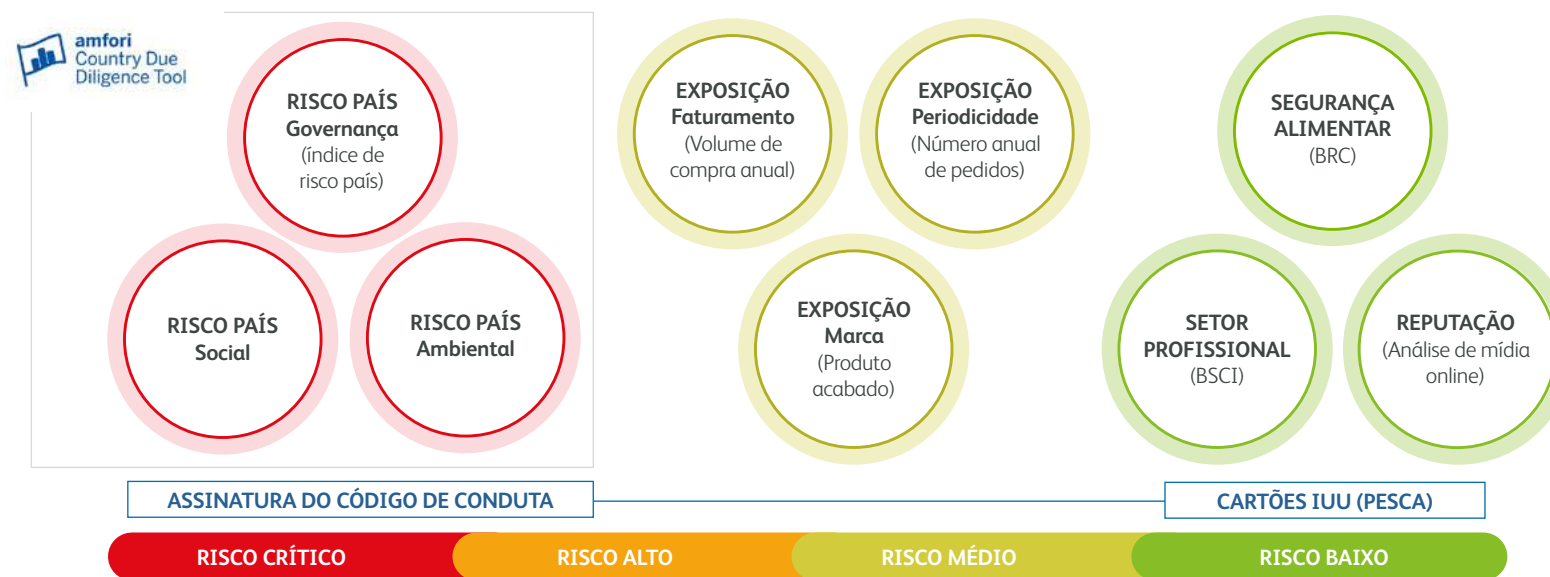 amfori
Country Due
Diligence Tool
RISCO PAÍS
Governança
(índice de
risco país)
RISCO PAÍS
Social
RISCO PAÍS
Ambiental
EXPOSIÇÃO
Faturamento
(Volume de
compra anual)
EXPOSIÇÃO
Periodicidade
(Número anual
de pedidos)
EXPOSIÇÃO
Marca
(Produto
acabado)
SEGURANÇA
ALIMENTAR
(BRC)
SETOR
PROFISSIONAL
(BSCI)
REPUTAÇÃO
(Análise de mídia
online)
ASSINATURA DO CÓDIGO DE CONDUTA
CARTÕES IUU (PESCA)
RISCO CRÍTICO
RISCO ALTO
RISCO MÉDIO
RISCO BAIXO